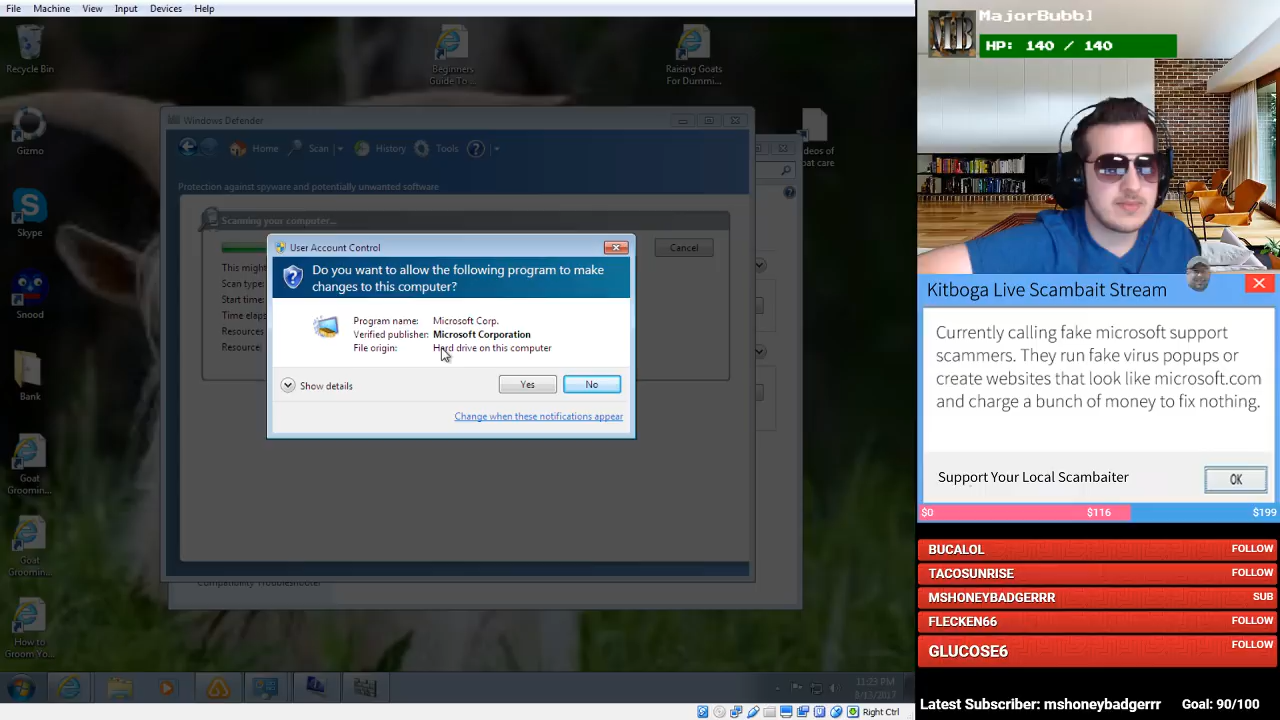 File Machine View Input Devices Help
Recycle Bin
Beginners
Guide To...
Raising Goats
For Dummi...
Gizmo
Windows Defender
Home Scan History Tools
Protection against spyware and potentially unwanted software
Scanning your computer...
Cancel
This might
Scan type:
Start time:
Time elaps
Resources
Resource:
Skype
Snood
Bank
Goat
Groomin...
Goat
Groomin...
How to
Groom Yo...
User Account Control
Do you want to allow the following program to make
changes to this computer?
Program name: Microsoft Corp.
Verified publisher: Microsoft Corporation
File origin: Hard drive on this computer
Show details
Yes
No
Change when these notifications appear
11:23 PM
Right Ctrl
MB
MajorBubb
HP: 140 / 140
Kitboga Live Scambait Stream
Currently calling fake microsoft support
scammers. They run fake virus popups or
create websites that look like microsoft.com
and charge a bunch of money to fix nothing.
Support Your Local Scambaiter
OK
$0 $116 $199
BUCALOL FOLLOW
TACOSUNRISE FOLLOW
MSHONEYBADGERRR SUB
FLECKEN66 FOLLOW
GLUCOSE6 FOLLOW
Latest Subscriber: mshoneybadgerrr Goal: 90/100